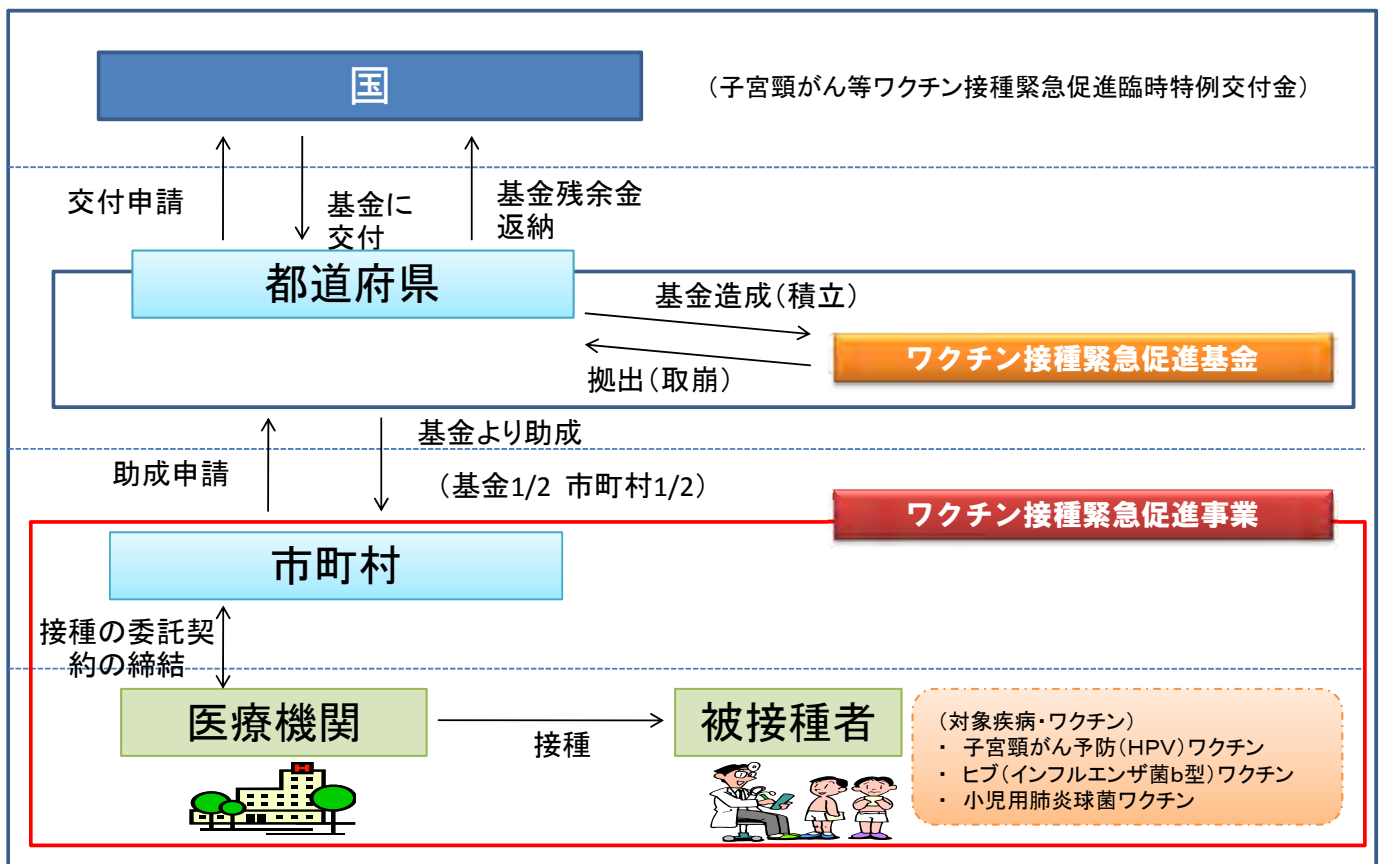 国
（子宮頸がん等ワクチン接種緊急促進臨時特例交付金）
交付申請
基金に
交付
基金残余金
返納
都道府県
基金造成（積立）
ワクチン接種緊急促進基金
拠出（取崩）
基金より助成
助成申請
（基金1/2 市町村1/2）
ワクチン接種緊急促進事業
市町村
接種の委託契
約の締結
医療機関
接種
被接種者
（対象疾病・ワクチン）
・ 子宮頸がん予防（HPV）ワクチン
・ ヒブ（インフルエンザ菌b型）ワクチン
・ 小児用肺炎球菌ワクチン
H